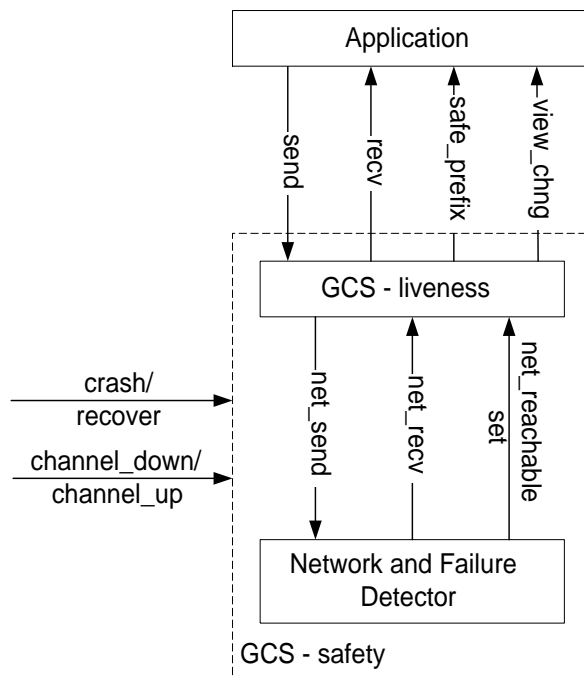 Application
send
recv
safe_prefix
view_chng
GCS - liveness
crash/
recover
channel_down/
channel_up
net_send
net_recv
net_reachable
set
Network and Failure
Detector
GCS - safety